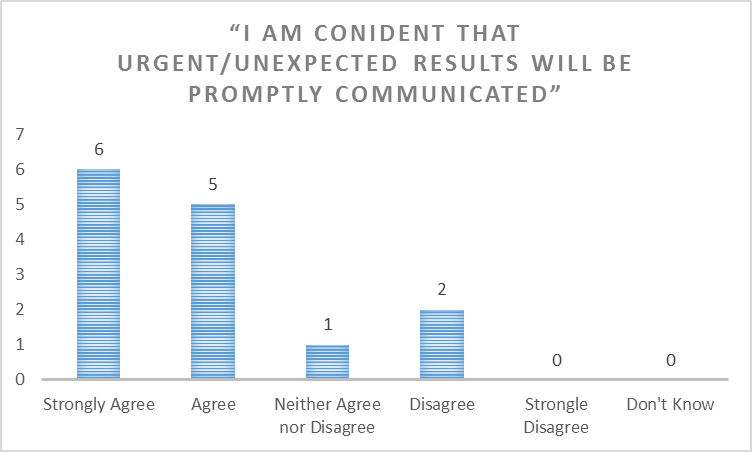 “I AM CONIDENT THAT
URGENT/UNEXPECTED RESULTS WILL BE
PROMPTLY COMMUNICATED”
7
6
5
4
3
2
1
0
6
5
1
2
0
0
Strongly Agree
Agree
Neither Agree
nor Disagree
Disagree
Strongle
Disagree
Don't Know